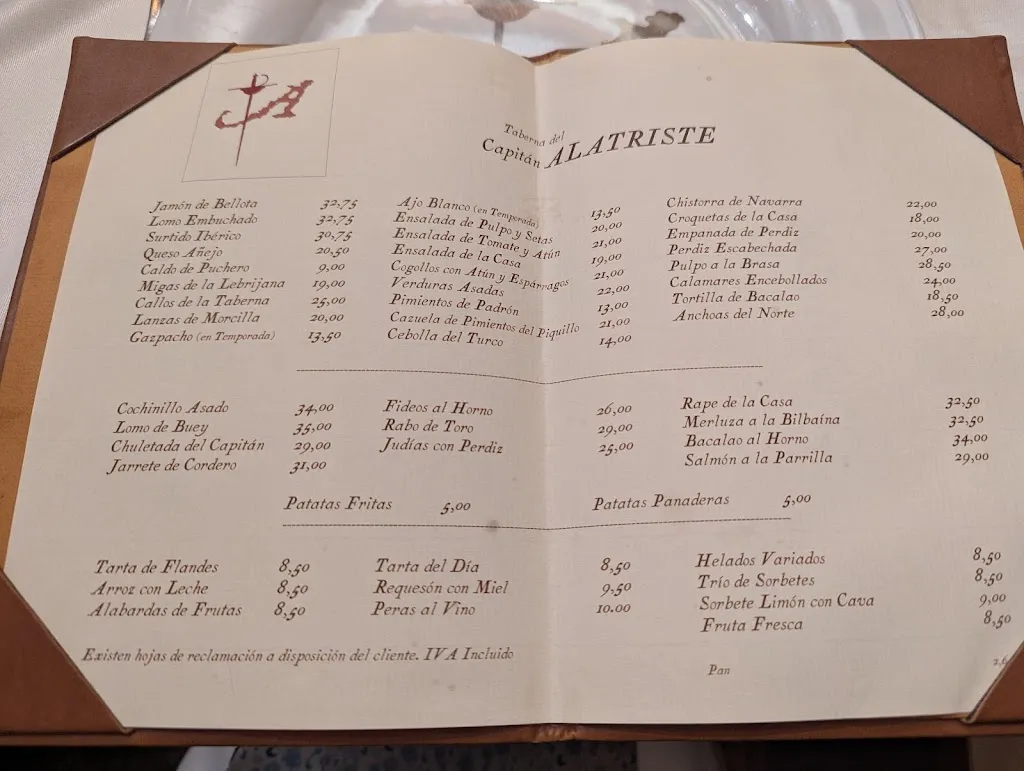 JA
Taberna del
Capitán ALATRISTE
Jamón de Bellota 32,75
Lomo Embuchado 32,75
Surtido Ibérico 30,75
Queso Añejo 20,50
Caldo de Puchero 9,00
Migas de la Lebrijana 19,00
Callos de la Taberna 25,00
Lanzas de Morcilla 20,00
Gazpacho (en Temporada) 13,50
Ajo Blanco (en Temporada) 13,50
Ensalada de Pulpo y Setas 20,00
Ensalada de Tomate y Atún 21,00
Ensalada de la Casa 19,00
Cogollos con Atún y Espárragos 21,00
Verduras Asadas 22,00
Pimientos de Padrón 13,00
Cazuela de Pimientos del Piquillo 21,00
Cebolla del Turco 14,00
Chistorra de Navarra 22,00
Croquetas de la Casa 18,00
Empanada de Perdiz 20,00
Perdiz Escabechada 27,00
Pulpo a la Brasa 28,50
Calamares Encebollados 24,00
Tortilla de Bacalao 18,50
Anchoas del Norte 28,00
Cochinillo Asado 34,00
Lomo de Buey 35,00
Chuletada del Capitán 29,00
Jarrete de Cordero 31,00
Fideos al Horno 26,00
Rabo de Toro 29,00
Judías con Perdiz 25,00
Rape de la Casa 32,50
Merluza a la Bilbaína 32,50
Bacalao al Horno 34,00
Salmón a la Parrilla 29,00
Patatas Fritas 5,00
Patatas Panaderas 5,00
Tarta de Flandes 8,50
Arroz con Leche 8,50
Alabardas de Frutas 8,50
Tarta del Día 8,50
Requesón con Miel 9,50
Peras al Vino 10.00
Helados Variados 8,50
Trío de Sorbetes 8,50
Sorbete Limón con Cava 9,00
Fruta Fresca 8,50
Existen hojas de reclamación a disposición del cliente. IVA Incluido
Pan